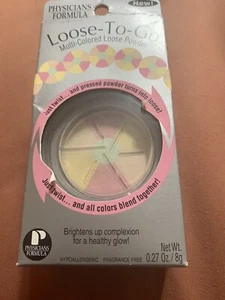 PHYSICIANS
FORMULA
New!
Loose-To-Go
Multi-Colored Loose Powder
Just twist... and pressed powder turns into loose!
Just twist... and all colors blend together!
Brightens up complexion
for a healthy glow!
PHYSICIANS
FORMULA
HYPOALLERGENIC FRAGRANCE FREE
Net Wt.
0.27 Oz. / 8g